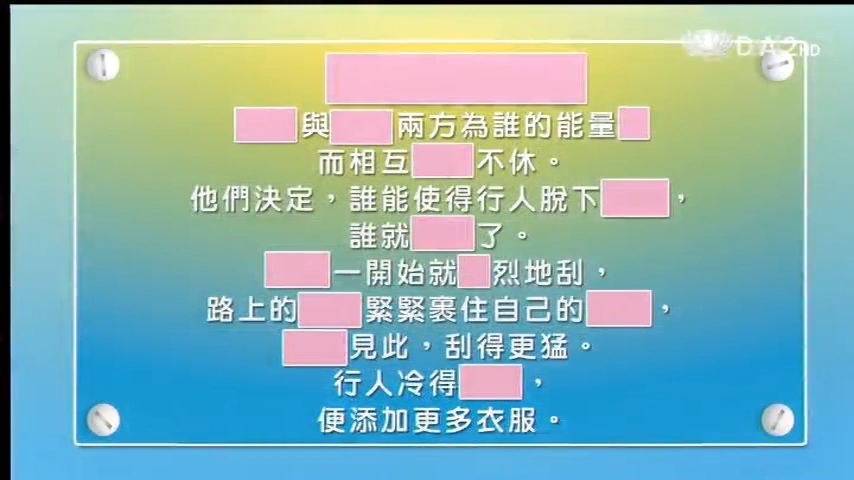 DA2HD
與 兩方為誰的能量
而相互 不休。
他們決定，誰能使得行人脫下 ，
誰就 了。
一開始就 烈地刮，
路上的 緊緊裹住自己的 ，
見此，刮得更猛。
行人冷得 ，
便添加更多衣服。